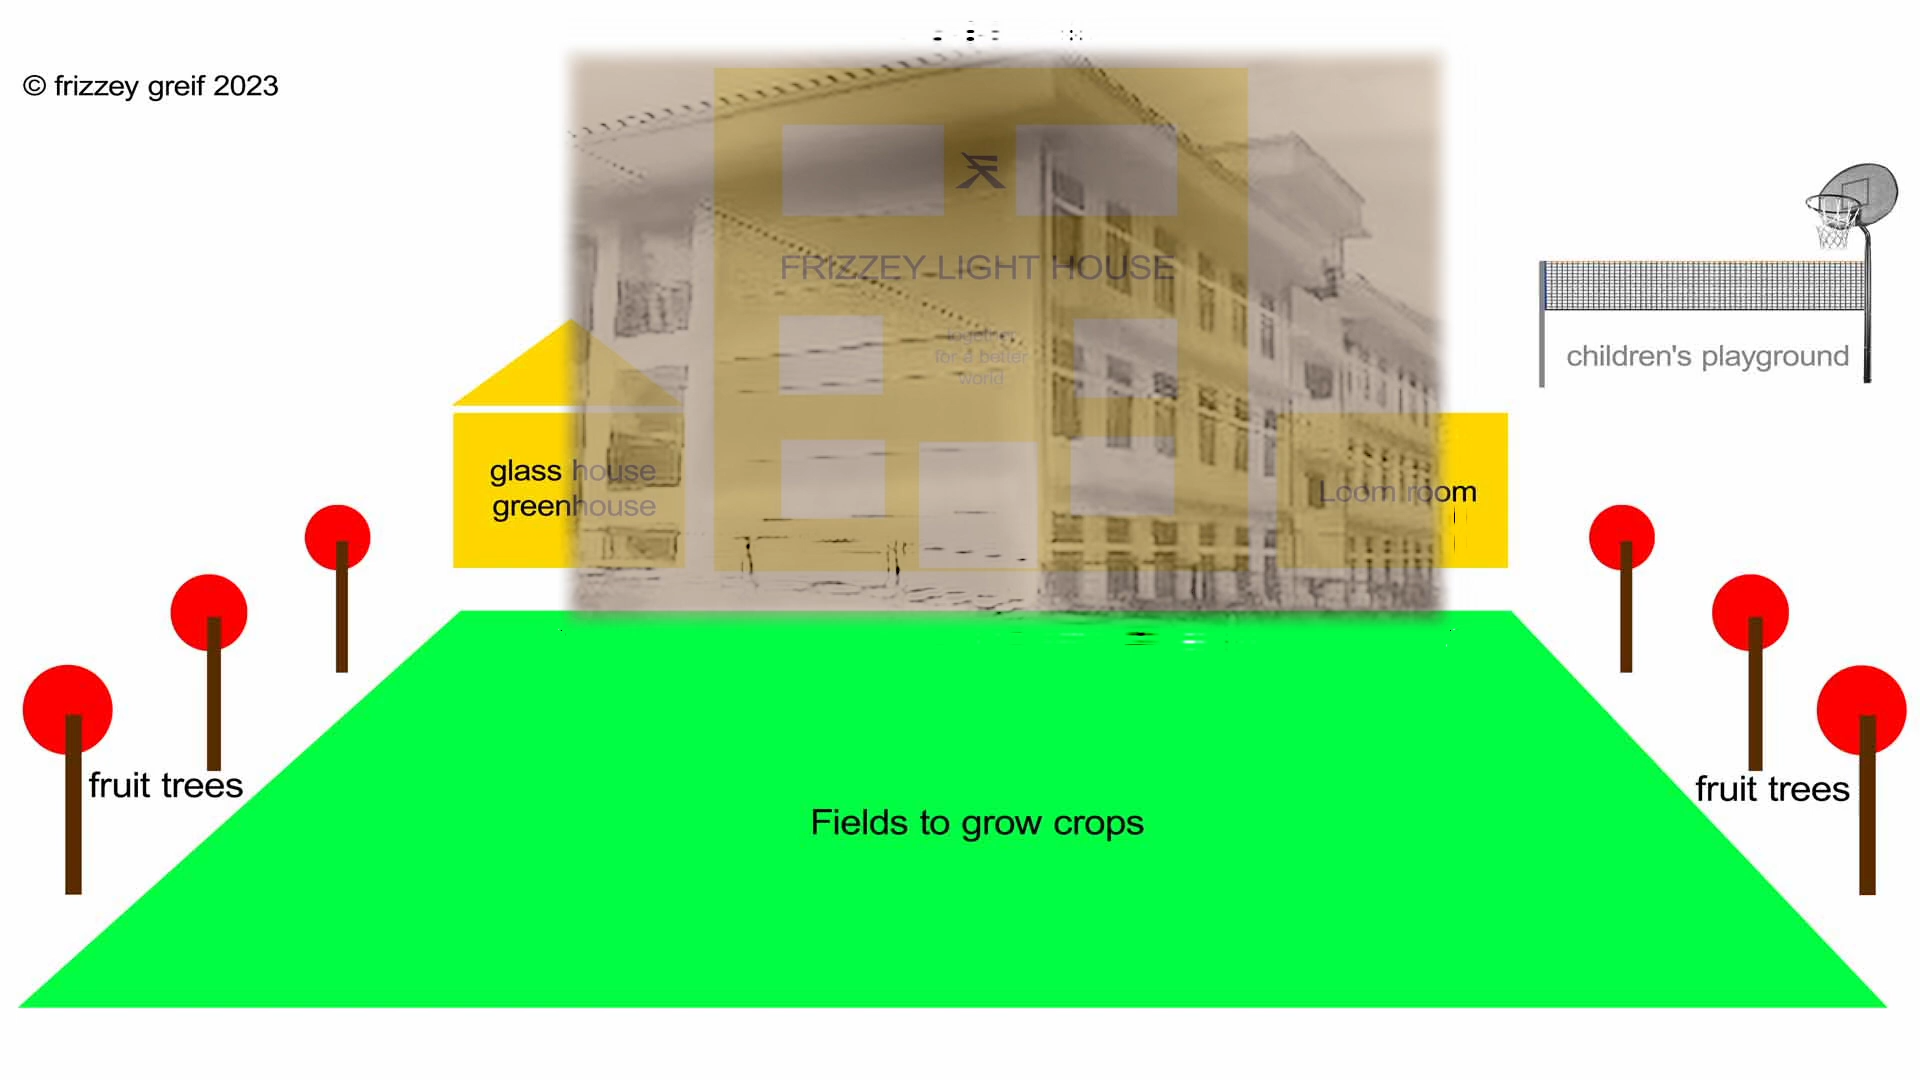 © frizzey greif 2023
FRIZZEY LIGHT HOUSE
together
for a better
world
children's playground
glass house
greenhouse
Loom room
fruit trees
fruit trees
Fields to grow crops